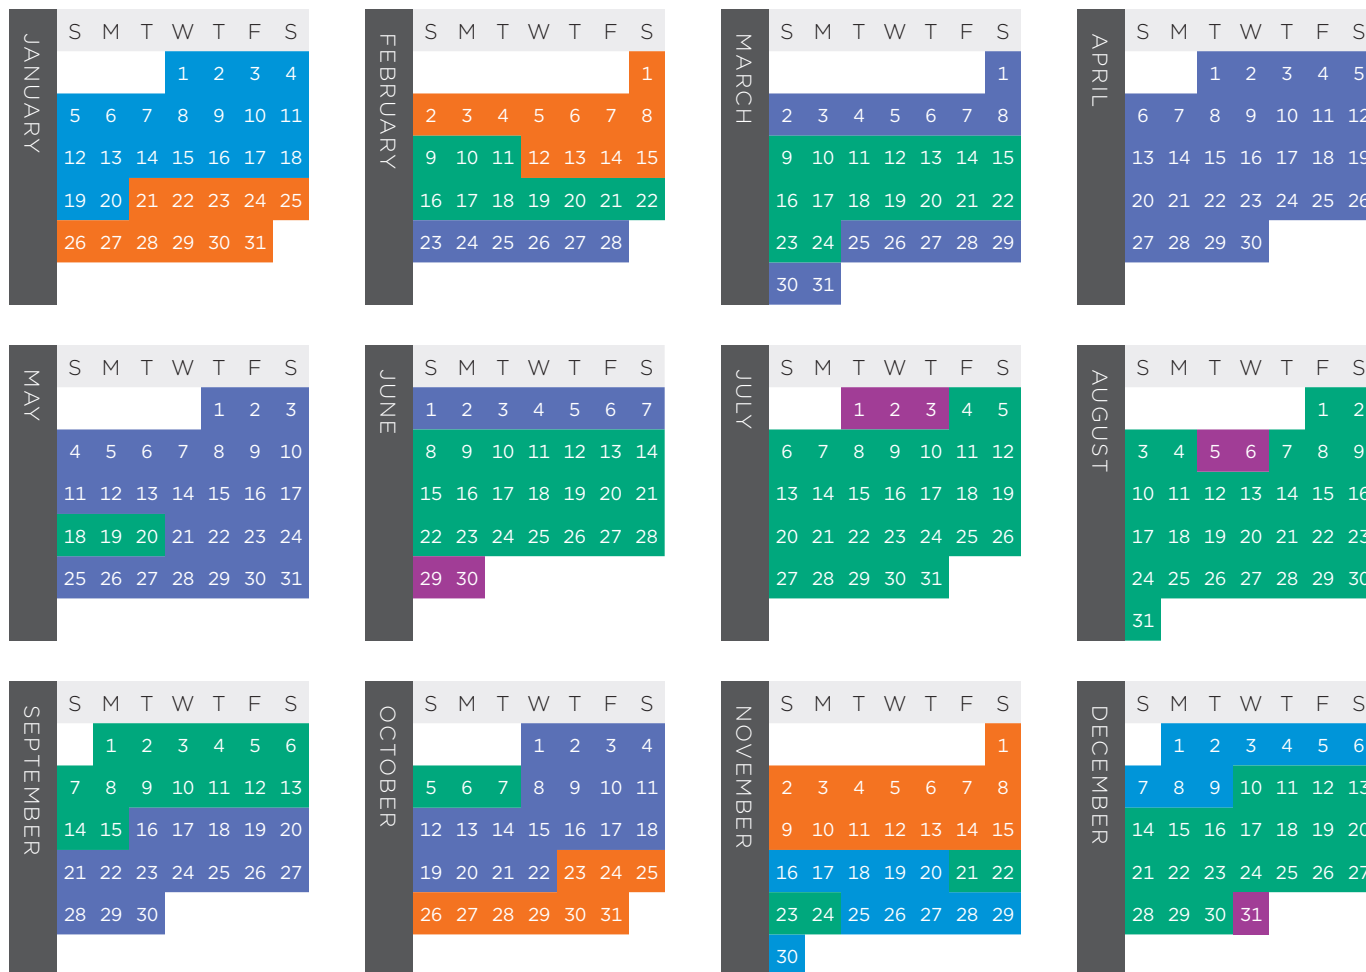 JANUARY
S M T W T F S
1 2 3 4
5 6 7 8 9 10 11
12 13 14 15 16 17 18
19 20 21 22 23 24 25
26 27 28 29 30 31
FEBRUARY
S M T W T F S
1
2 3 4 5 6 7 8
9 10 11 12 13 14 15
16 17 18 19 20 21 22
23 24 25 26 27 28
MARCH
S M T W T F S
1
2 3 4 5 6 7 8
9 10 11 12 13 14 15
16 17 18 19 20 21 22
23 24 25 26 27 28 29
30 31
APRIL
S M T W T F S
1 2 3 4 5
6 7 8 9 10 11 12
13 14 15 16 17 18 19
20 21 22 23 24 25 26
27 28 29 30
MAY
S M T W T F S
1 2 3
4 5 6 7 8 9 10
11 12 13 14 15 16 17
18 19 20 21 22 23 24
25 26 27 28 29 30 31
JUNE
S M T W T F S
1 2 3 4 5 6 7
8 9 10 11 12 13 14
15 16 17 18 19 20 21
22 23 24 25 26 27 28
29 30
JULY
S M T W T F S
1 2 3 4 5
6 7 8 9 10 11 12
13 14 15 16 17 18 19
20 21 22 23 24 25 26
27 28 29 30 31
AUGUST
S M T W T F S
1 2
3 4 5 6 7 8 9
10 11 12 13 14 15 16
17 18 19 20 21 22 23
24 25 26 27 28 29 30
31
SEPTEMBER
S M T W T F S
1 2 3 4 5 6
7 8 9 10 11 12 13
14 15 16 17 18 19 20
21 22 23 24 25 26 27
28 29 30
OCTOBER
S M T W T F S
1 2 3 4
5 6 7 8 9 10 11
12 13 14 15 16 17 18
19 20 21 22 23 24 25
26 27 28 29 30 31
NOVEMBER
S M T W T F S
1
2 3 4 5 6 7 8
9 10 11 12 13 14 15
16 17 18 19 20 21 22
23 24 25 26 27 28 29
30
DECEMBER
S M T W T F S
1 2 3 4 5 6
7 8 9 10 11 12 13
14 15 16 17 18 19 20
21 22 23 24 25 26 27
28 29 30 31